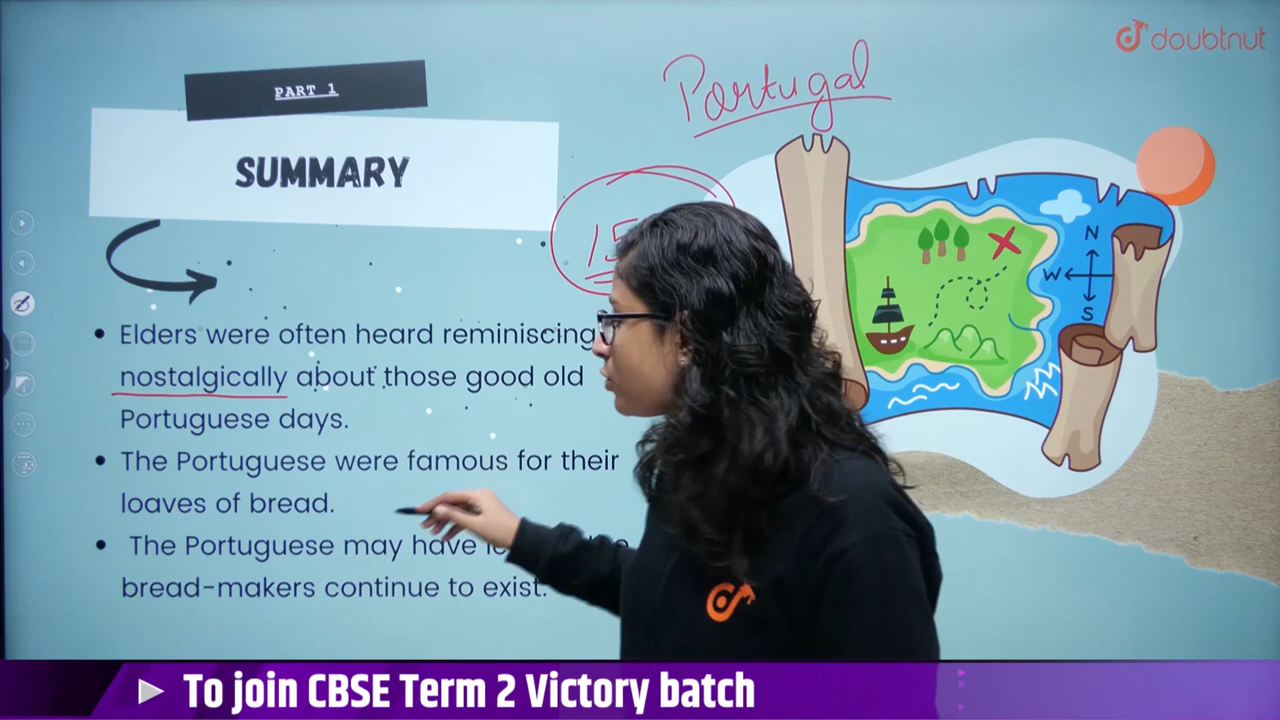 doubtnut
Portugal
PART 1
SUMMARY
15
N
W
S
Elders were often heard reminiscing
nostalgically about those good old
Portuguese days.
The Portuguese were famous for their
loaves of bread.
The Portuguese may have
bread-makers continue to exist.
To join CBSE Term 2 Victory batch